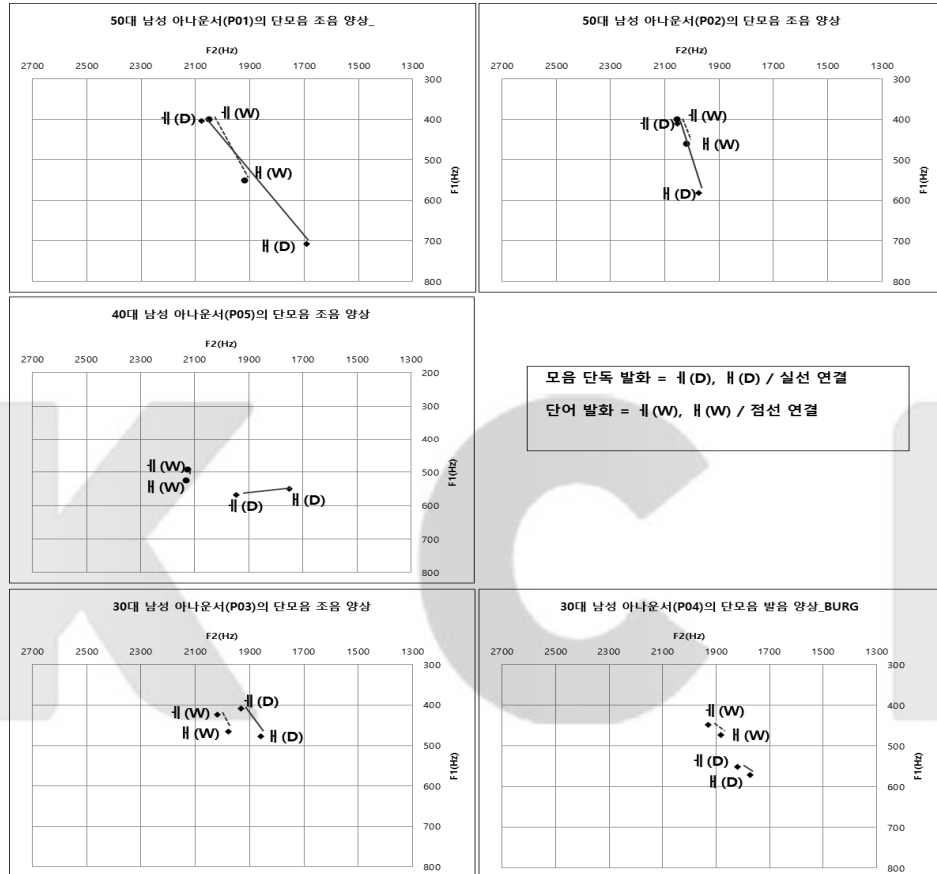 50대 남성 아나운서(P01)의 단모음 조음 양상_
F2(Hz)
2700 2500 2300 2100 1900 1700 1500 1300
300
ㅔ(D) ㅔ(W)
400
500
ㅐ(W)
600
ㅐ(D)
700
800
F1(Hz)
50대 남성 아나운서(P02)의 단모음 조음 양상
F2(Hz)
2700 2500 2300 2100 1900 1700 1500 1300
300
ㅔ(W)
ㅔ(D)
400
ㅐ(W)
500
ㅐ(D)
600
700
800
F1(Hz)
40대 남성 아나운서(P05)의 단모음 조음 양상
F2(Hz)
2700 2500 2300 2100 1900 1700 1500 1300
200
300
400
ㅔ(W)
500
ㅐ(W)
ㅔ(D) ㅐ(D)
600
700
800
F1(Hz)
모음 단독 발화 = ㅔ(D), ㅐ(D) / 실선 연결
단어 발화 = ㅔ(W), ㅐ(W) / 점선 연결
30대 남성 아나운서(P03)의 단모음 조음 양상
F2(Hz)
2700 2500 2300 2100 1900 1700 1500 1300
300
ㅔ(D)
400
ㅔ(W)
ㅐ(W) ㅐ(D)
500
600
700
800
F1(Hz)
30대 남성 아나운서(P04)의 단모음 발음 양상_BURG
F2(Hz)
2700 2500 2300 2100 1900 1700 1500 1300
300
400
ㅔ(W)
ㅐ(W)
500
ㅔ(D)
ㅐ(D)
600
700
800
F1(Hz)
K C I